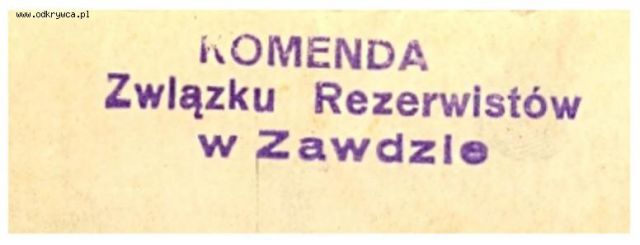 www.odkrywca.pl
KOMENDA
Związku Rezerwistów
w Zawdzie